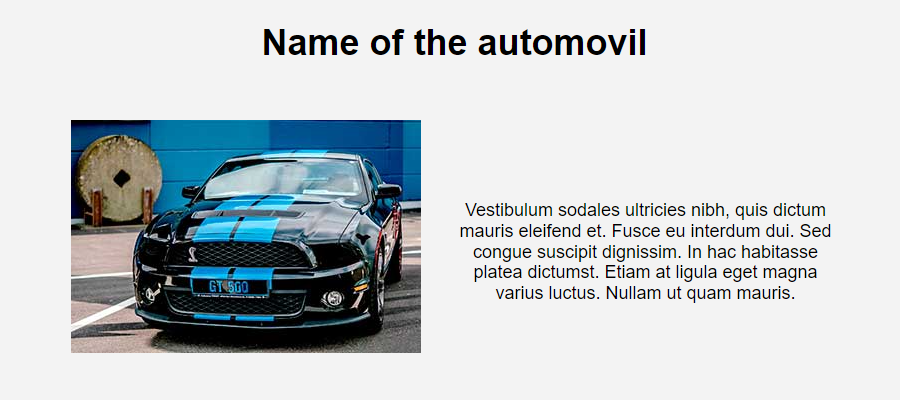 Name of the automovil
GT 500
Vestibulum sodales ultricies nibh, quis dictum
mauris eleifend et. Fusce eu interdum dui. Sed
congue suscipit dignissim. In hac habitasse
platea dictumst. Etiam at ligula eget magna
varius luctus. Nullam ut quam mauris.